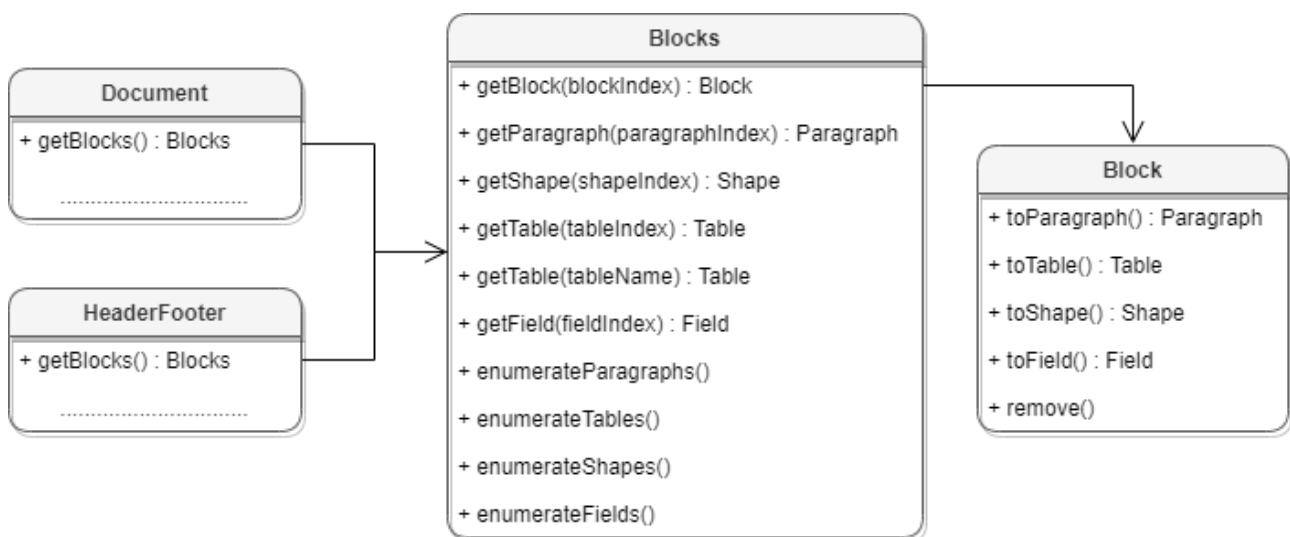 Document
+ getBlocks() : Blocks
................................
HeaderFooter
+ getBlocks() : Blocks
................................
Blocks
+ getBlock(blockIndex) : Block
+ getParagraph(paragraphIndex) : Paragraph
+ getShape(shapeIndex) : Shape
+ getTable(tableIndex) : Table
+ getTable(tableName) : Table
+ getField(fieldIndex) : Field
+ enumerateParagraphs()
+ enumerateTables()
+ enumerateShapes()
+ enumerateFields()
Block
+ toParagraph() : Paragraph
+ toTable() : Table
+ toShape() : Shape
+ toField() : Field
+ remove()